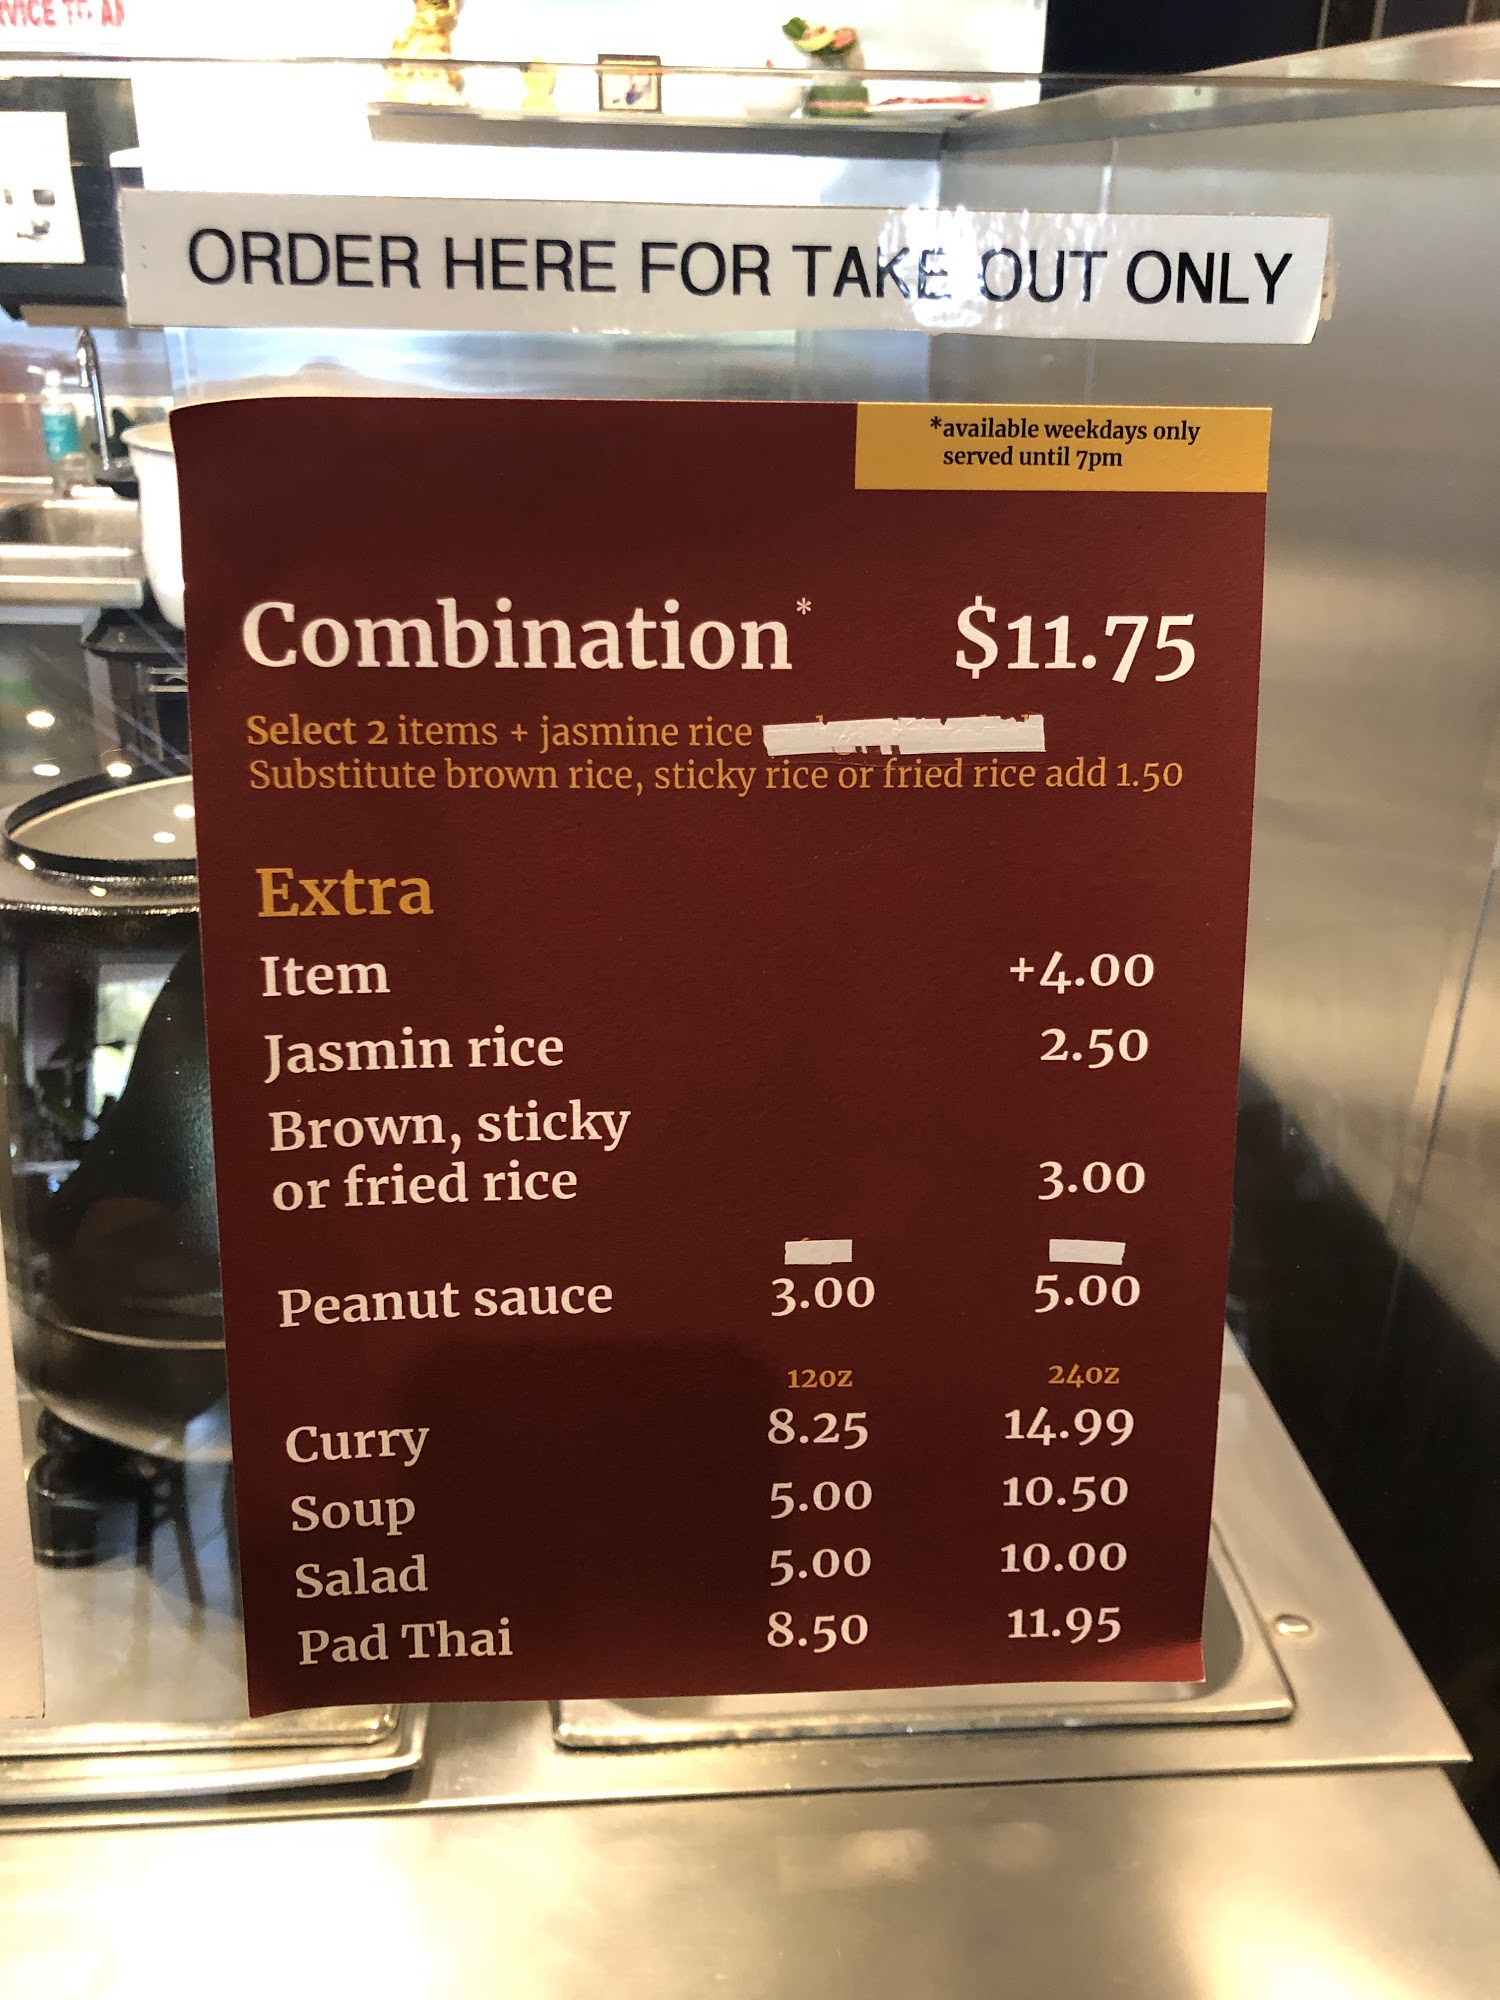 ORDER HERE FOR TAKE OUT ONLY
*available weekdays only
served until 7pm
Combination* $11.75
Select 2 items + jasmine rice
Substitute brown rice, sticky rice or fried rice add 1.50
Extra
Item +4.00
Jasmin rice 2.50
Brown, sticky
or fried rice 3.00
Peanut sauce 3.00 5.00
12oz 24oz
Curry 8.25 14.99
Soup 5.00 10.50
Salad 5.00 10.00
Pad Thai 8.50 11.95